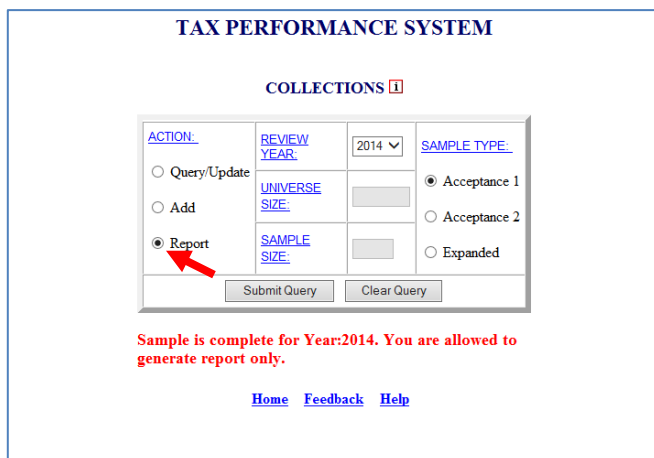 TAX PERFORMANCE SYSTEM
COLLECTIONS i
ACTION:
Query/Update
Add
Report
REVIEW
YEAR:
2014
UNIVERSE
SIZE:
SAMPLE
SIZE:
SAMPLE TYPE:
Acceptance 1
Acceptance 2
Expanded
Submit Query Clear Query
Sample is complete for Year:2014. You are allowed to
generate report only.
Home Feedback Help